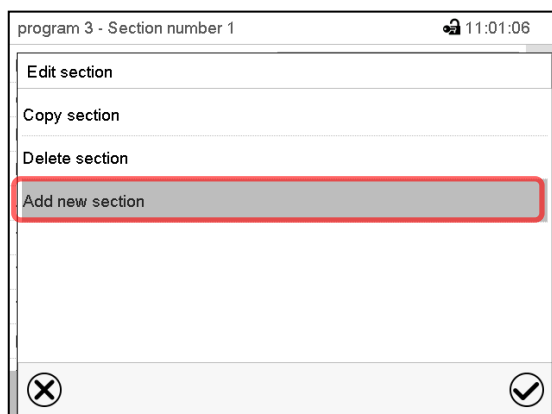 program 3 - Section number 1 11:01:06
Edit section
Copy section
Delete section
Add new section